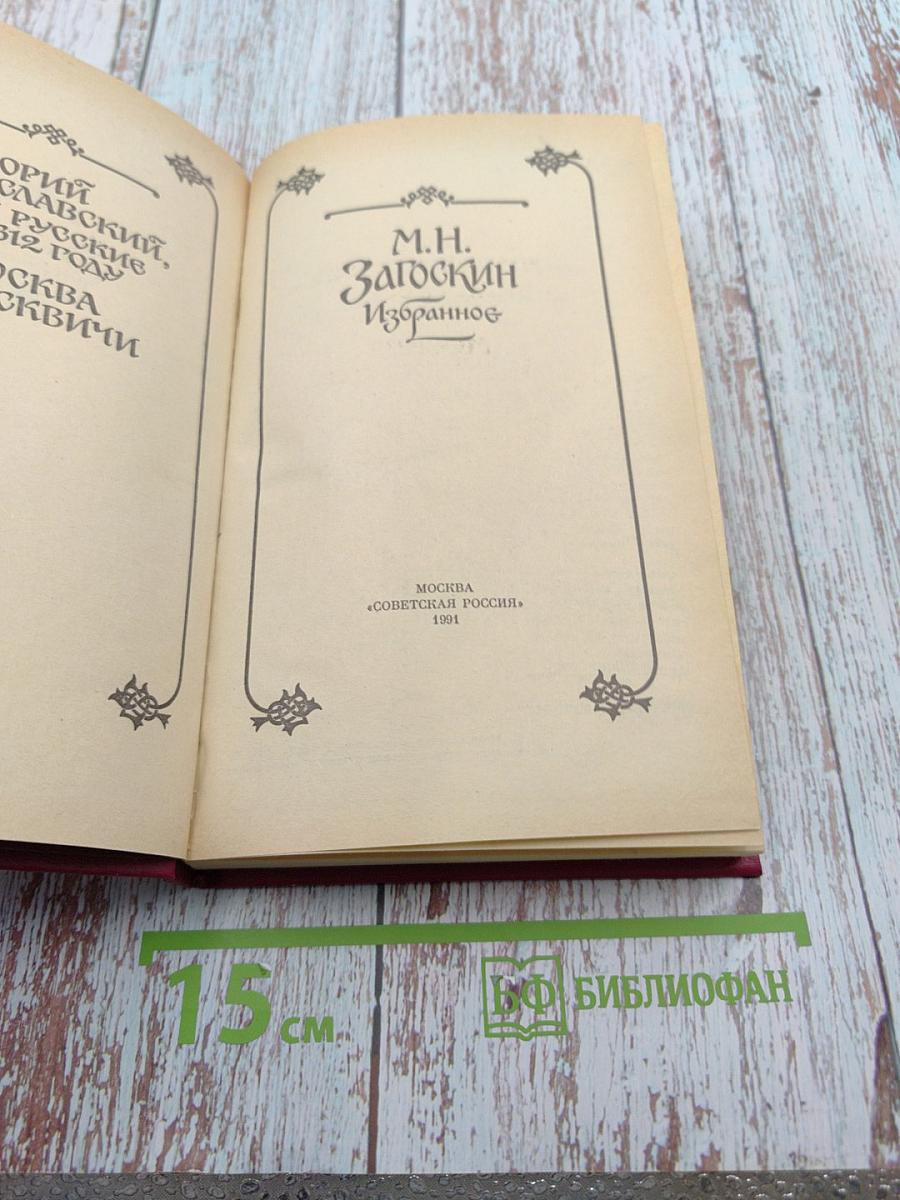 ОРИЙ
СЛАВСКИЙ,
РУССКИЕ
812 ГОДУ
ОСКВА
СКВИЧИ
М.Н.
Загоскин
Избранное
МОСКВА
«СОВЕТСКАЯ РОССИЯ»
1991
15 см
БФ БИБЛИОФАН